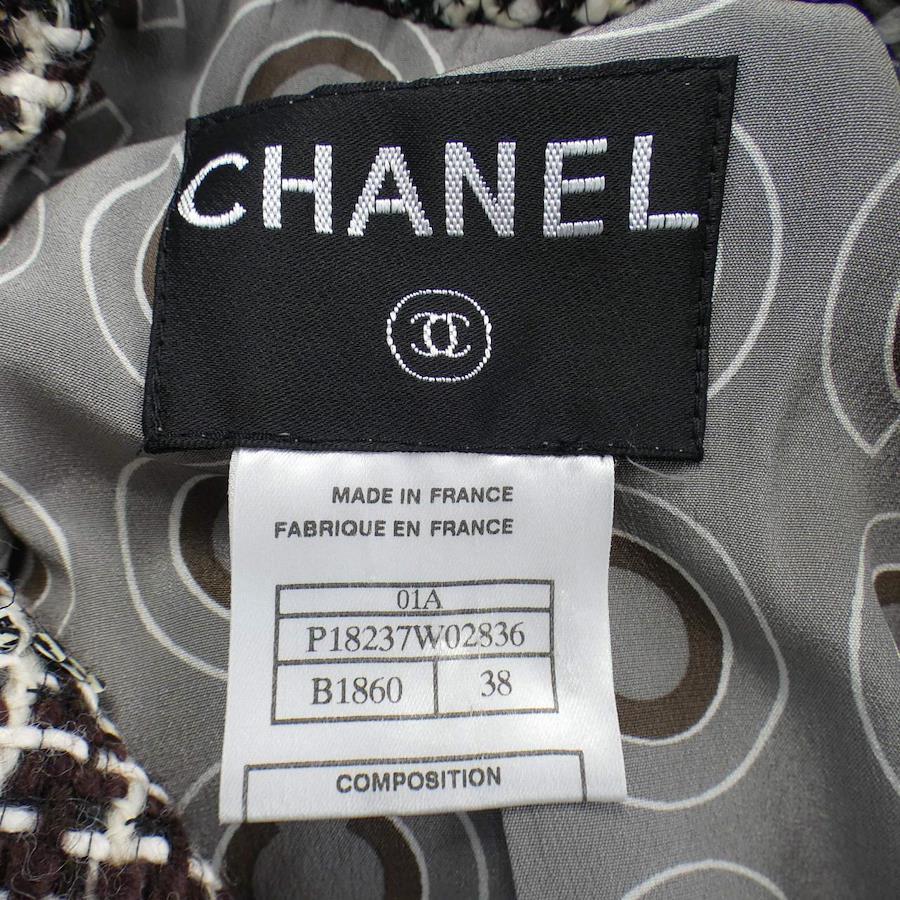 CHANEL
MADE IN FRANCE
FABRIQUE EN FRANCE
01A
P18237W02836
B1860 38
COMPOSITION